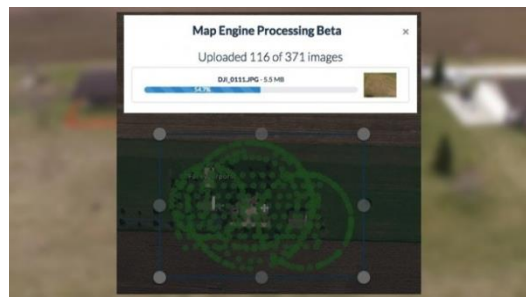 Map Engine Processing Beta
×
Uploaded 116 of 371 images
DJI_0111.JPG - 5.5 MB
54.7%